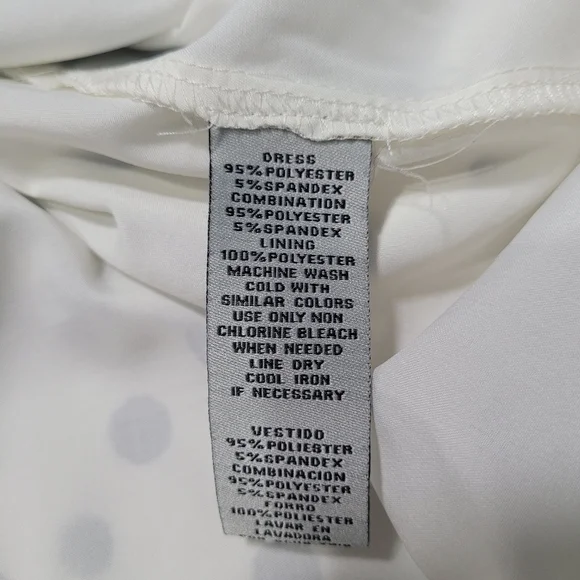 DRESS
95%POLYESTER
5%SPANDEX
COMBINATION
95%POLYESTER
5%SPANDEX
LINING
100%POLYESTER
MACHINE WASH
COLD WITH
SIMILAR COLORS
USE ONLY NON
CHLORINE BLEACH
WHEN NEEDED
LINE DRY
COOL IRON
IF NECESSARY
VESTIDO
95%POLIESTER
5%SPANDEX
COMBINACION
95%POLYESTER
5%SPANDEX
FORRO
100%POLYESTER
LAVAR EN
LAVADORA